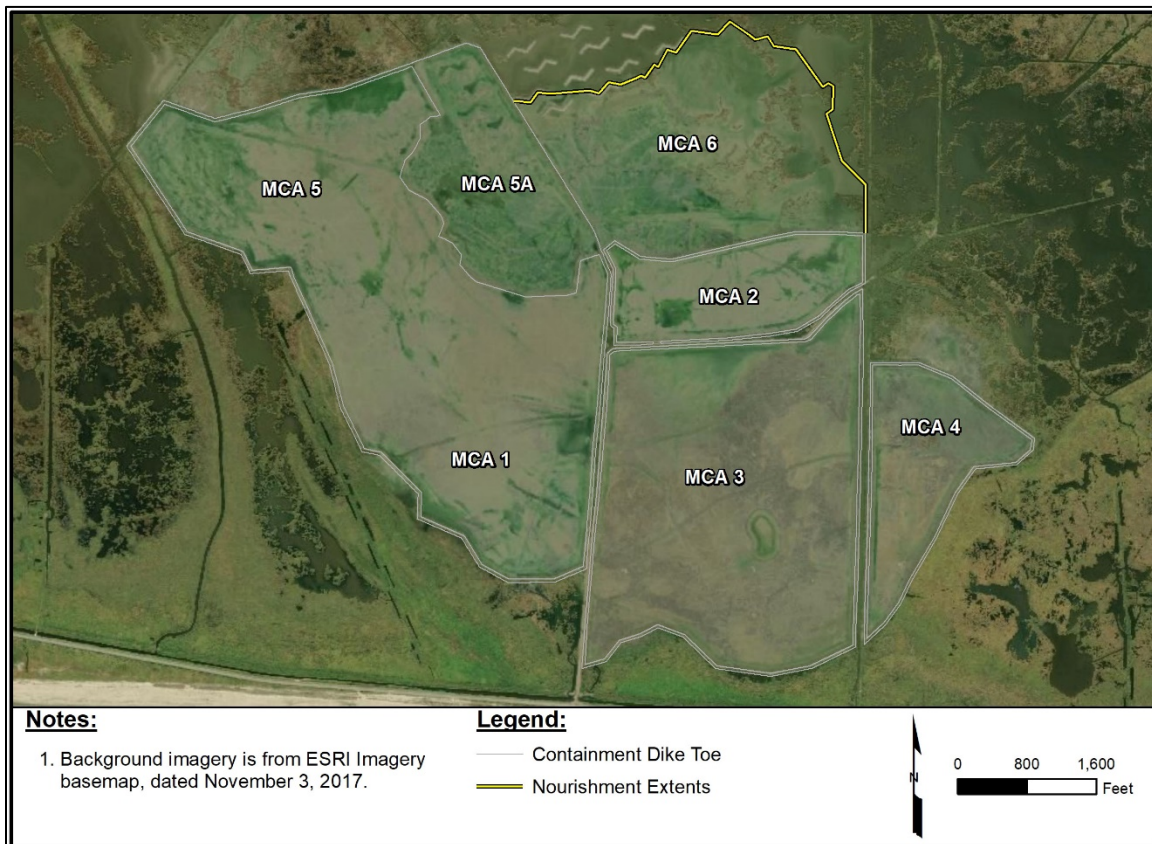 MCA 6
MCA 5
MCA 5A
MCA 2
MCA 4
MCA 1
MCA 3
Notes:
1. Background imagery is from ESRI Imagery
basemap, dated November 3, 2017.
Legend:
Containment Dike Toe
Nourishment Extents
N
0 800 1,600
Feet